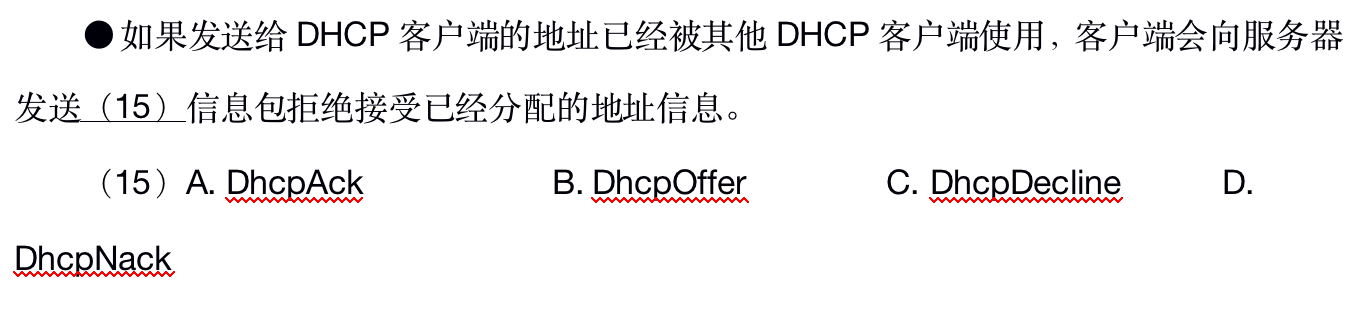 ●如果发送给 DHCP 客户端的地址已经被其他 DHCP 客户端使用，客户端会向服务器
发送（15）信息包拒绝接受已经分配的地址信息。
（15）A. DhcpAck B. DhcpOffer C. DhcpDecline D.
DhcpNack